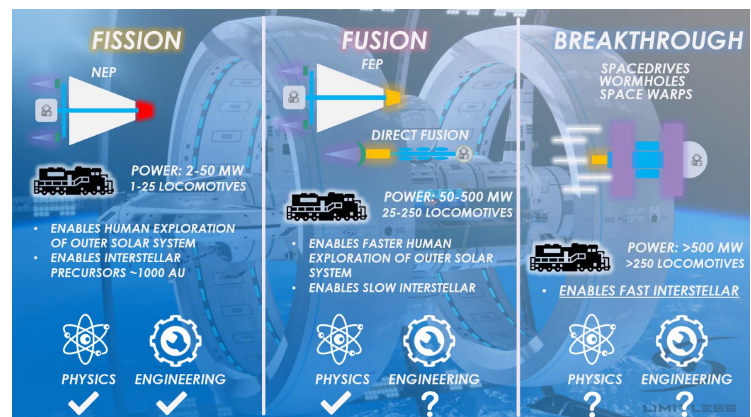 FISSION
NEP
POWER: 2-50 MW
1-25 LOCOMOTIVES
• ENABLES HUMAN EXPLORATION
OF OUTER SOLAR SYSTEM
• ENABLES INTERSTELLAR
PRECURSORS ~1000 AU
PHYSICS
ENGINEERING
FUSION
FEP
DIRECT FUSION
POWER: 50-500 MW
25-250 LOCOMOTIVES
• ENABLES FASTER HUMAN
EXPLORATION OF OUTER SOLAR
SYSTEM
• ENABLES SLOW INTERSTELLAR
PHYSICS
ENGINEERING
?
BREAKTHROUGH
SPACEDRIVES
WORMHOLES
SPACE WARPS
POWER: >500 MW
>250 LOCOMOTIVES
• ENABLES FAST INTERSTELLAR
PHYSICS
ENGINEERING
? ?
LIMITLESS